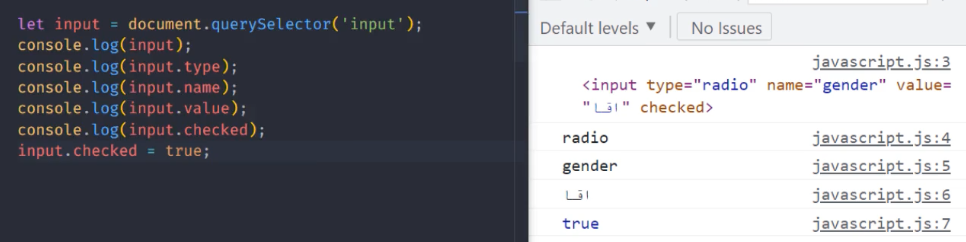 let input = document.querySelector('input');
console.log(input);
console.log(input.type);
console.log(input.name);
console.log(input.value);
console.log(input.checked);
input.checked = true;
Default levels ▼ No Issues
javascript.js:3
<input type="radio" name="gender" value=
"اقا" checked>
radio javascript.js:4
gender javascript.js:5
اقا javascript.js:6
true javascript.js:7